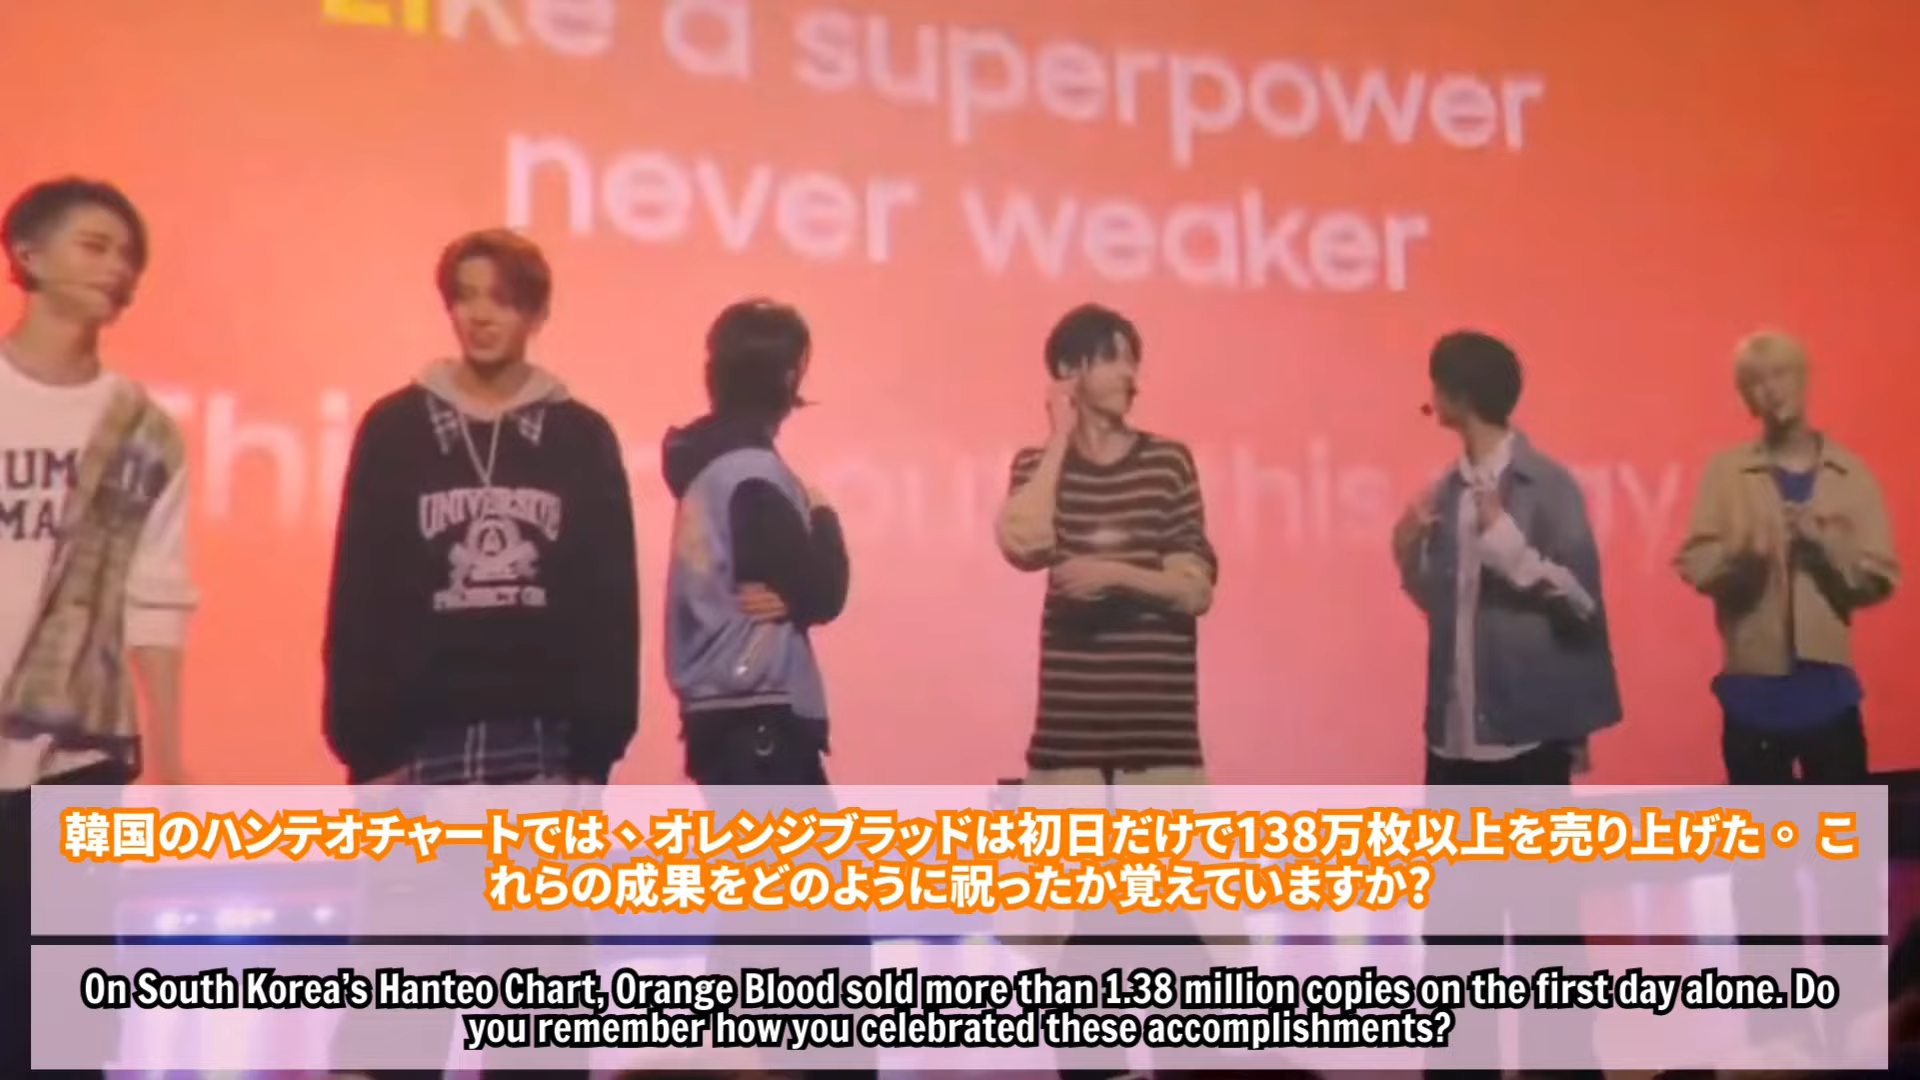 Like a superpower
never weaker
UNIVERSITY
PROJECT
韓国のハンテオチャートでは、オレンジブラッドは初日だけで138万枚以上を売り上げた。こ
れらの成果をどのように祝ったか覚えていますか?
On South Korea's Hanteo Chart, Orange Blood sold more than 1.38 million copies on the first day alone. Do
you remember how you celebrated these accomplishments?